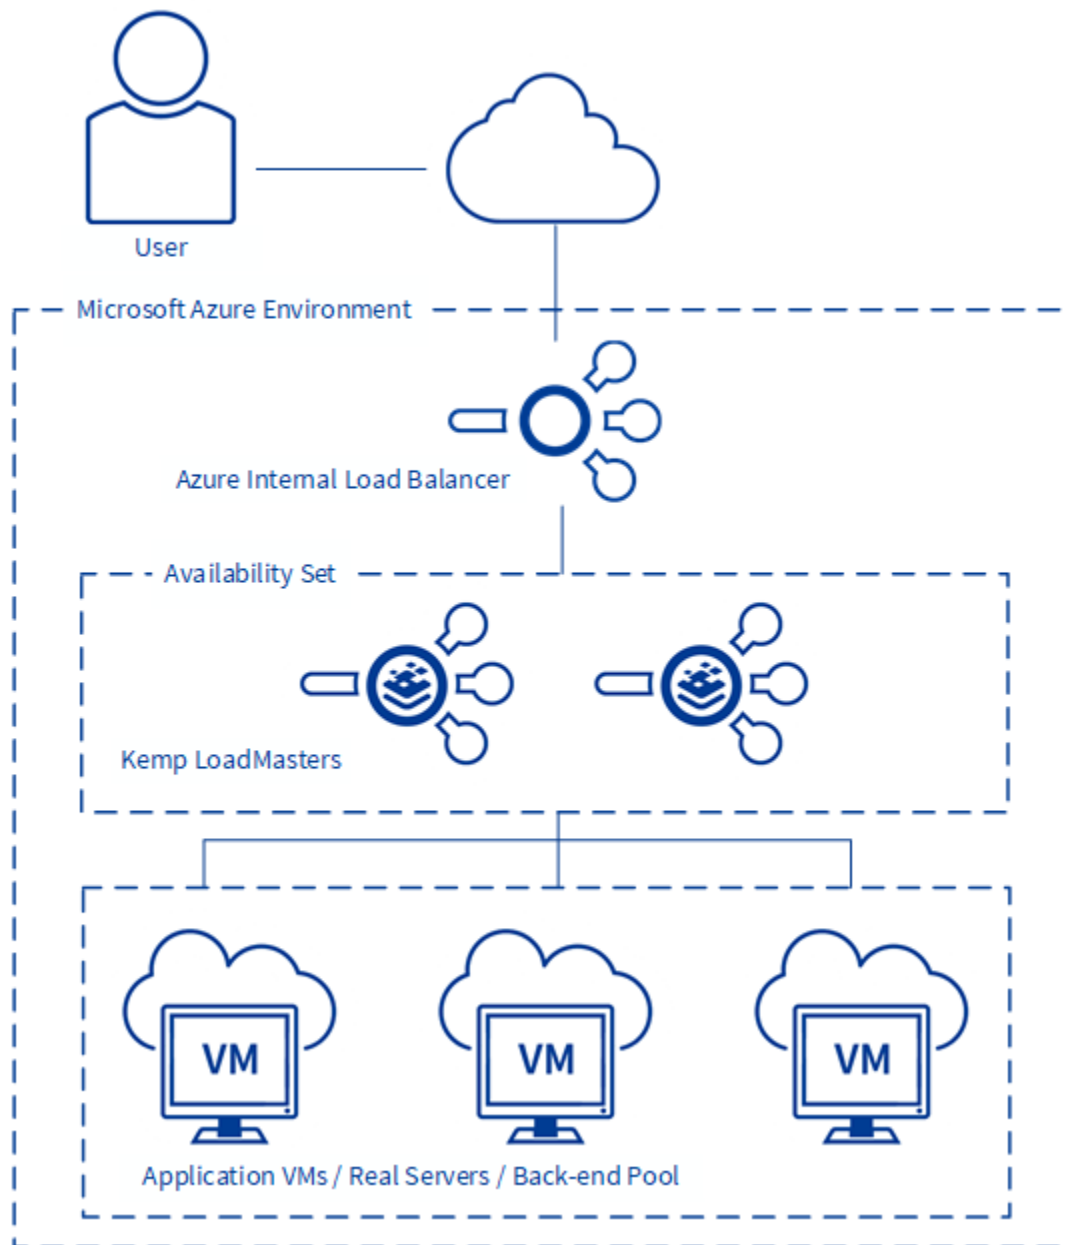 User
Microsoft Azure Environment
Azure Internal Load Balancer
Availability Set
Kemp LoadMasters
VM
VM
VM
Application VMs / Real Servers / Back-end Pool